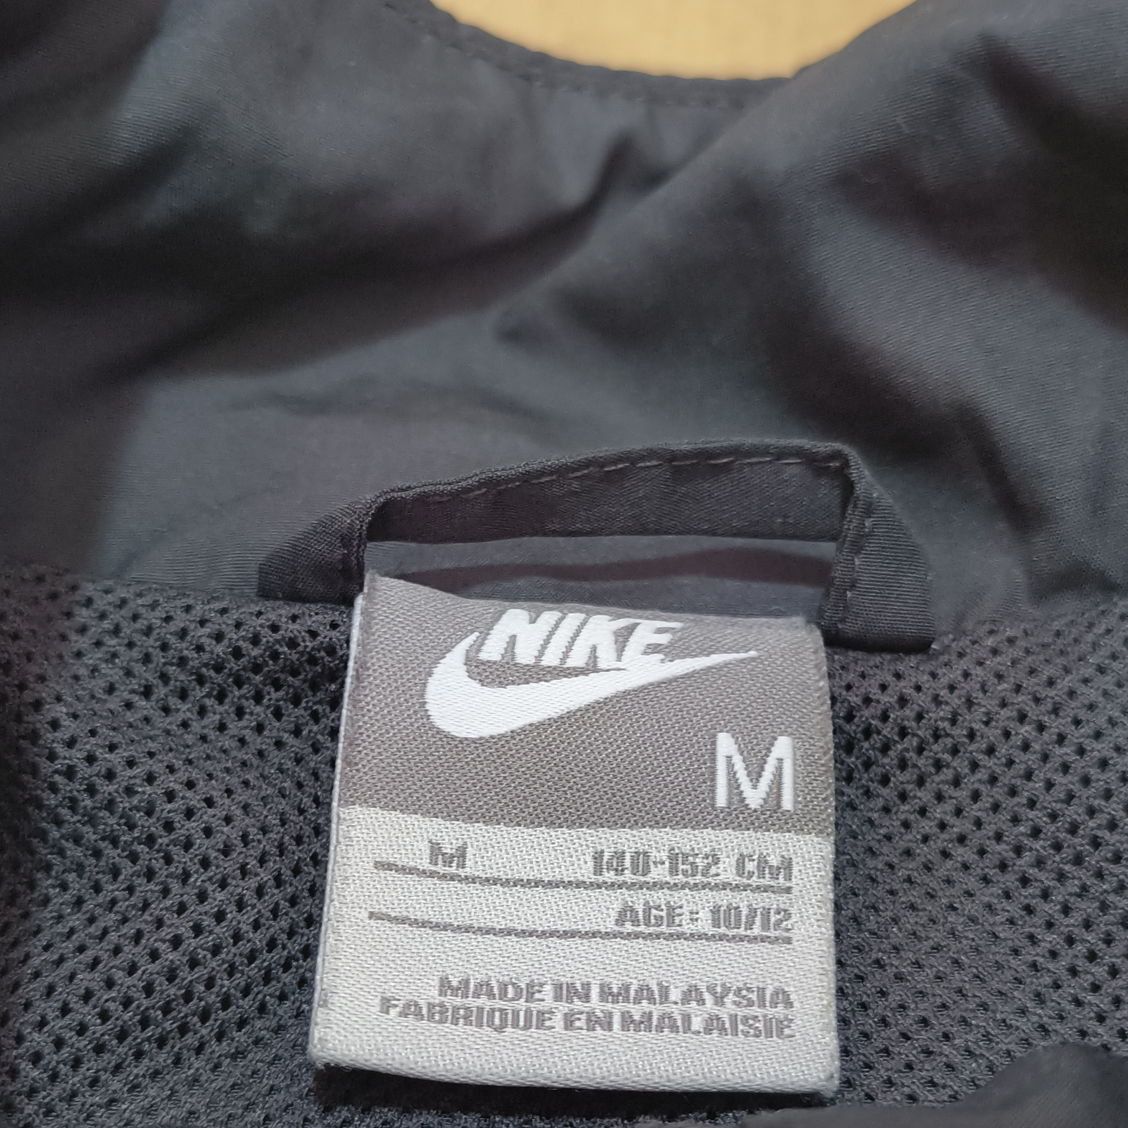 NIKE
M
M 140-152 CM
AGE: 10/12
MADE IN MALAYSIA
FABRIQUE EN MALAISIE